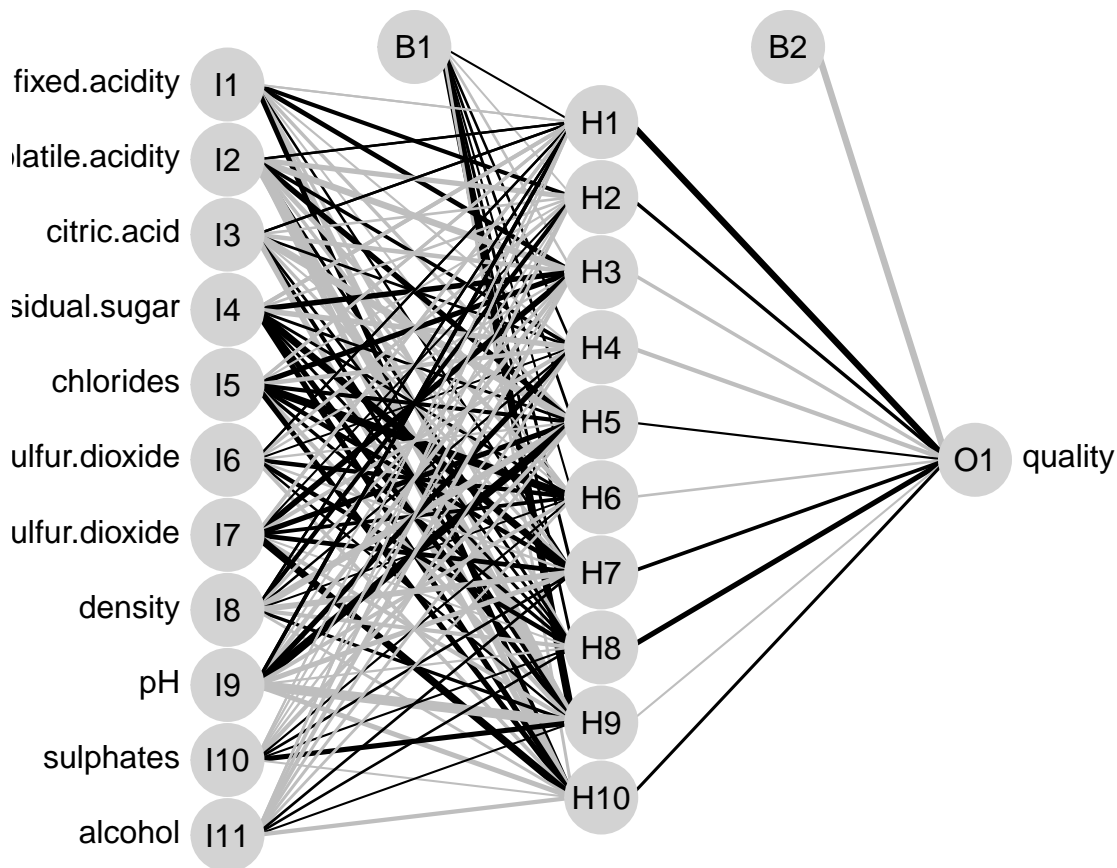 B1
B2
fixed.acidity I1
H1
olatile.acidity I2
H2
citric.acid I3
H3
sidual.sugar I4
H4
chlorides I5
H5
ulfur.dioxide I6
O1 quality
H6
ulfur.dioxide I7
H7
density I8
H8
pH I9
H9
sulphates I10
H10
alcohol I11